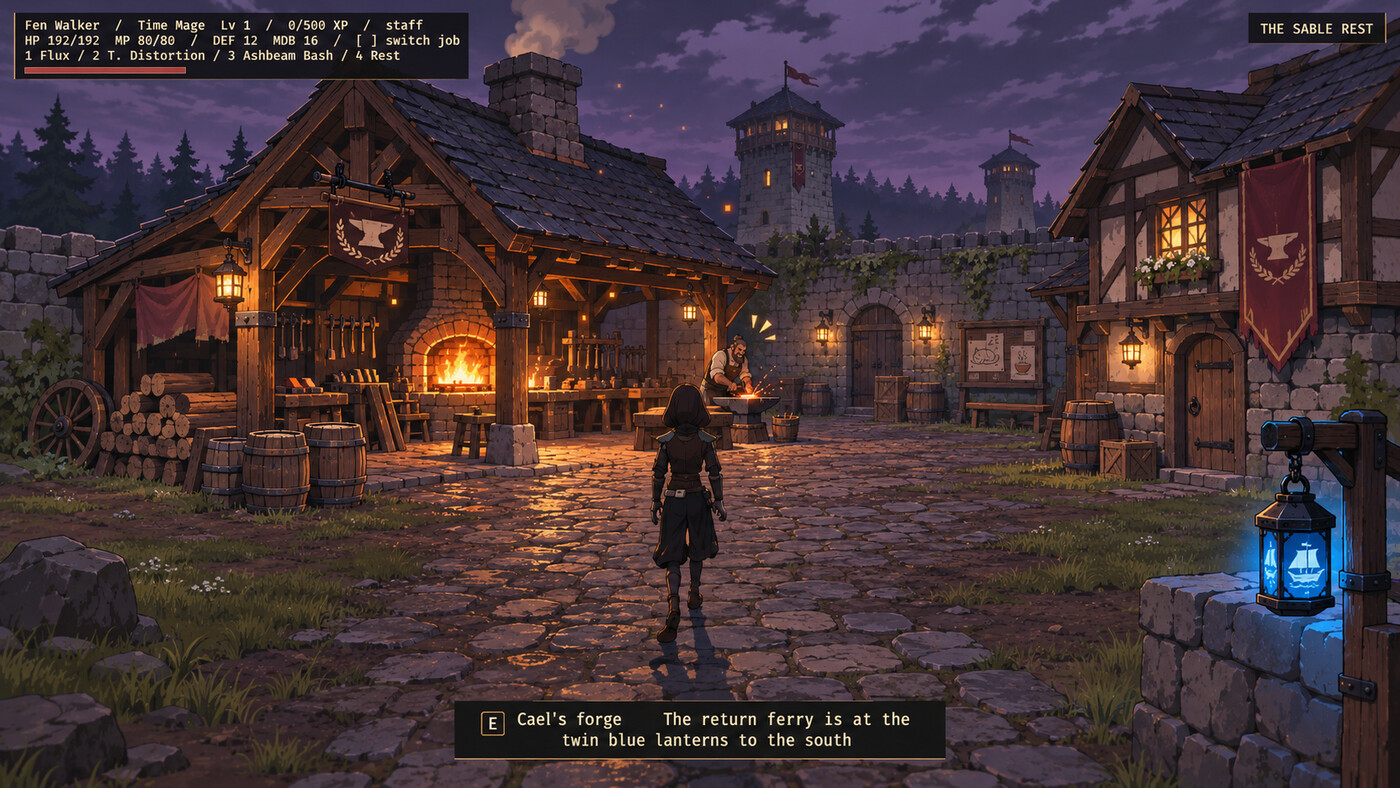 Fen Walker / Time Mage Lv 1 / 0/500 XP / staff
HP 192/192 MP 80/80 / DEF 12 MDB 16 / [ ] switch job
1 Flux / 2 T. Distortion / 3 Ashbeam Bash / 4 Rest
THE SABLE REST
E Cael's forge The return ferry is at the
twin blue lanterns to the south